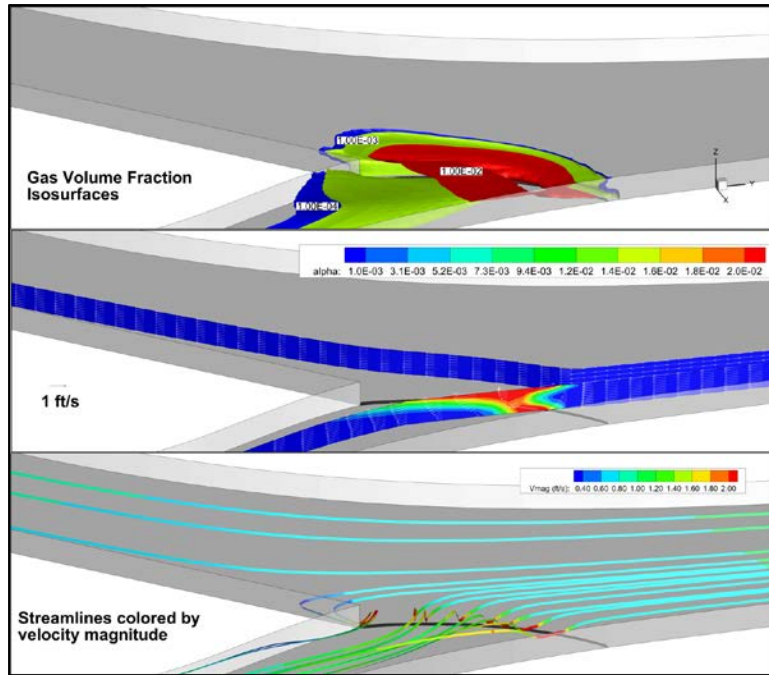 1.00E-03
1.00E-02
1.00E-04
Gas Volume Fraction
Isosurfaces
Z
Y
X
alpha: 1.0E-03 3.1E-03 5.2E-03 7.3E-03 9.4E-03 1.2E-02 1.4E-02 1.6E-02 1.8E-02 2.0E-02
1 ft/s
Vmag (ft/s): 0.40 0.60 0.80 1.00 1.20 1.40 1.60 1.80 2.00
Streamlines colored by
velocity magnitude